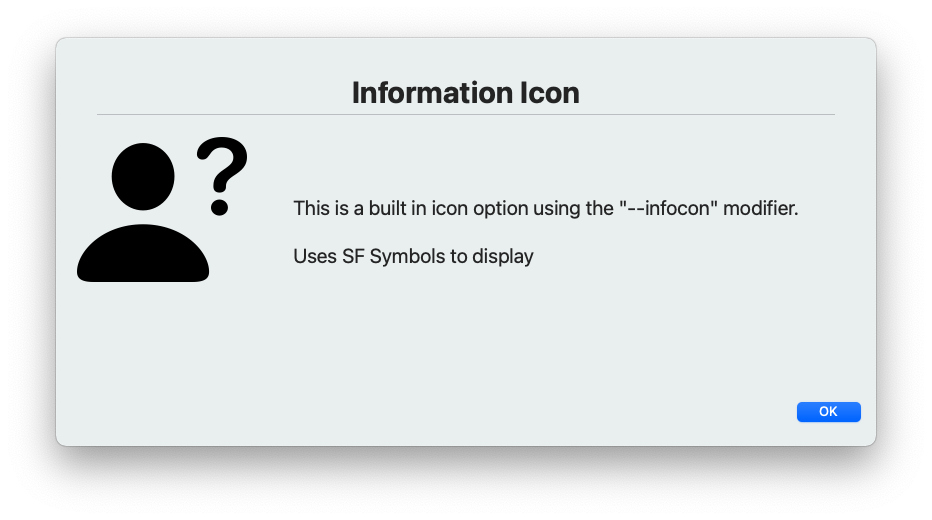 Information Icon
?
This is a built in icon option using the "--infocon" modifier.
Uses SF Symbols to display
OK